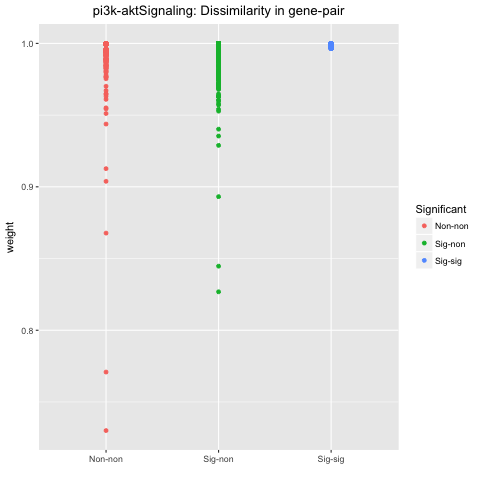 pi3k-aktSignaling: Dissimilarity in gene-pair
1.0
0.9
0.8
weight
Non-non
Sig-non
Sig-sig
Significant
Non-non
Sig-non
Sig-sig